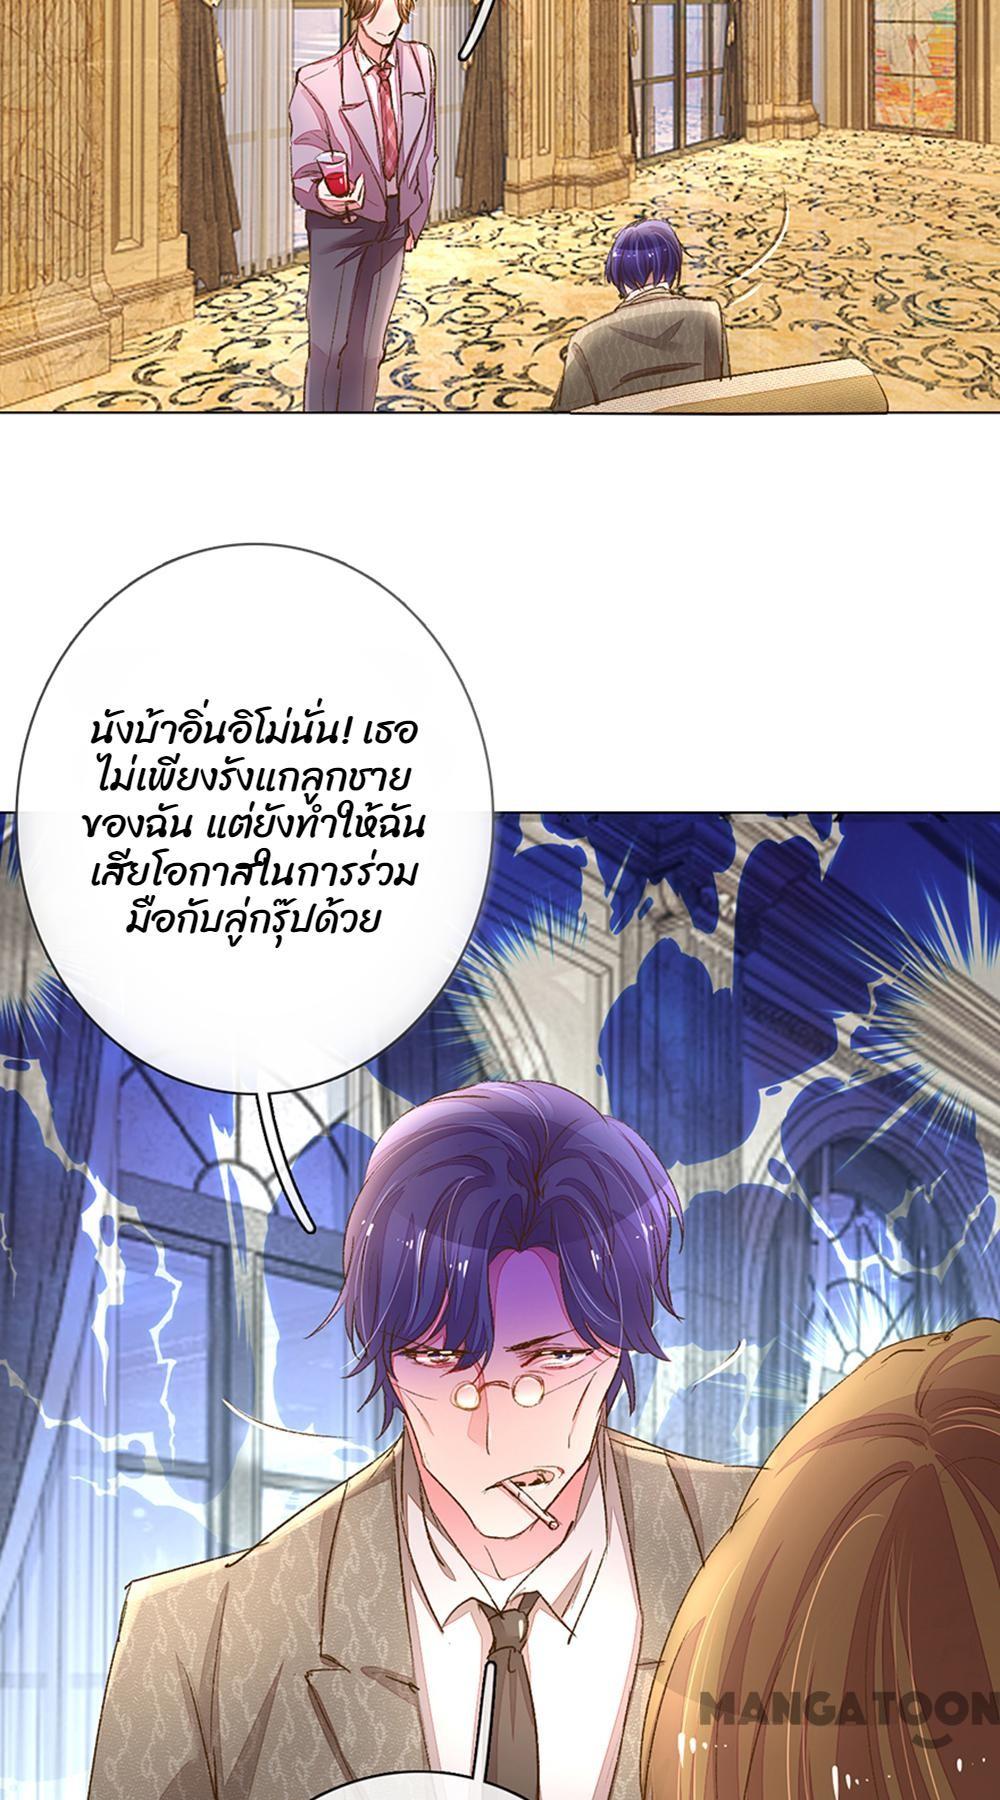 นังบ้าอิ่นอิโม่นั่น! เธอ
ไม่เพียงรังแกลูกชาย
ของฉัน แต่ยังทำให้ฉัน
เสียโอกาสในการร่วม
มือกับลู่กรุ๊ปด้วย
MANGATOON